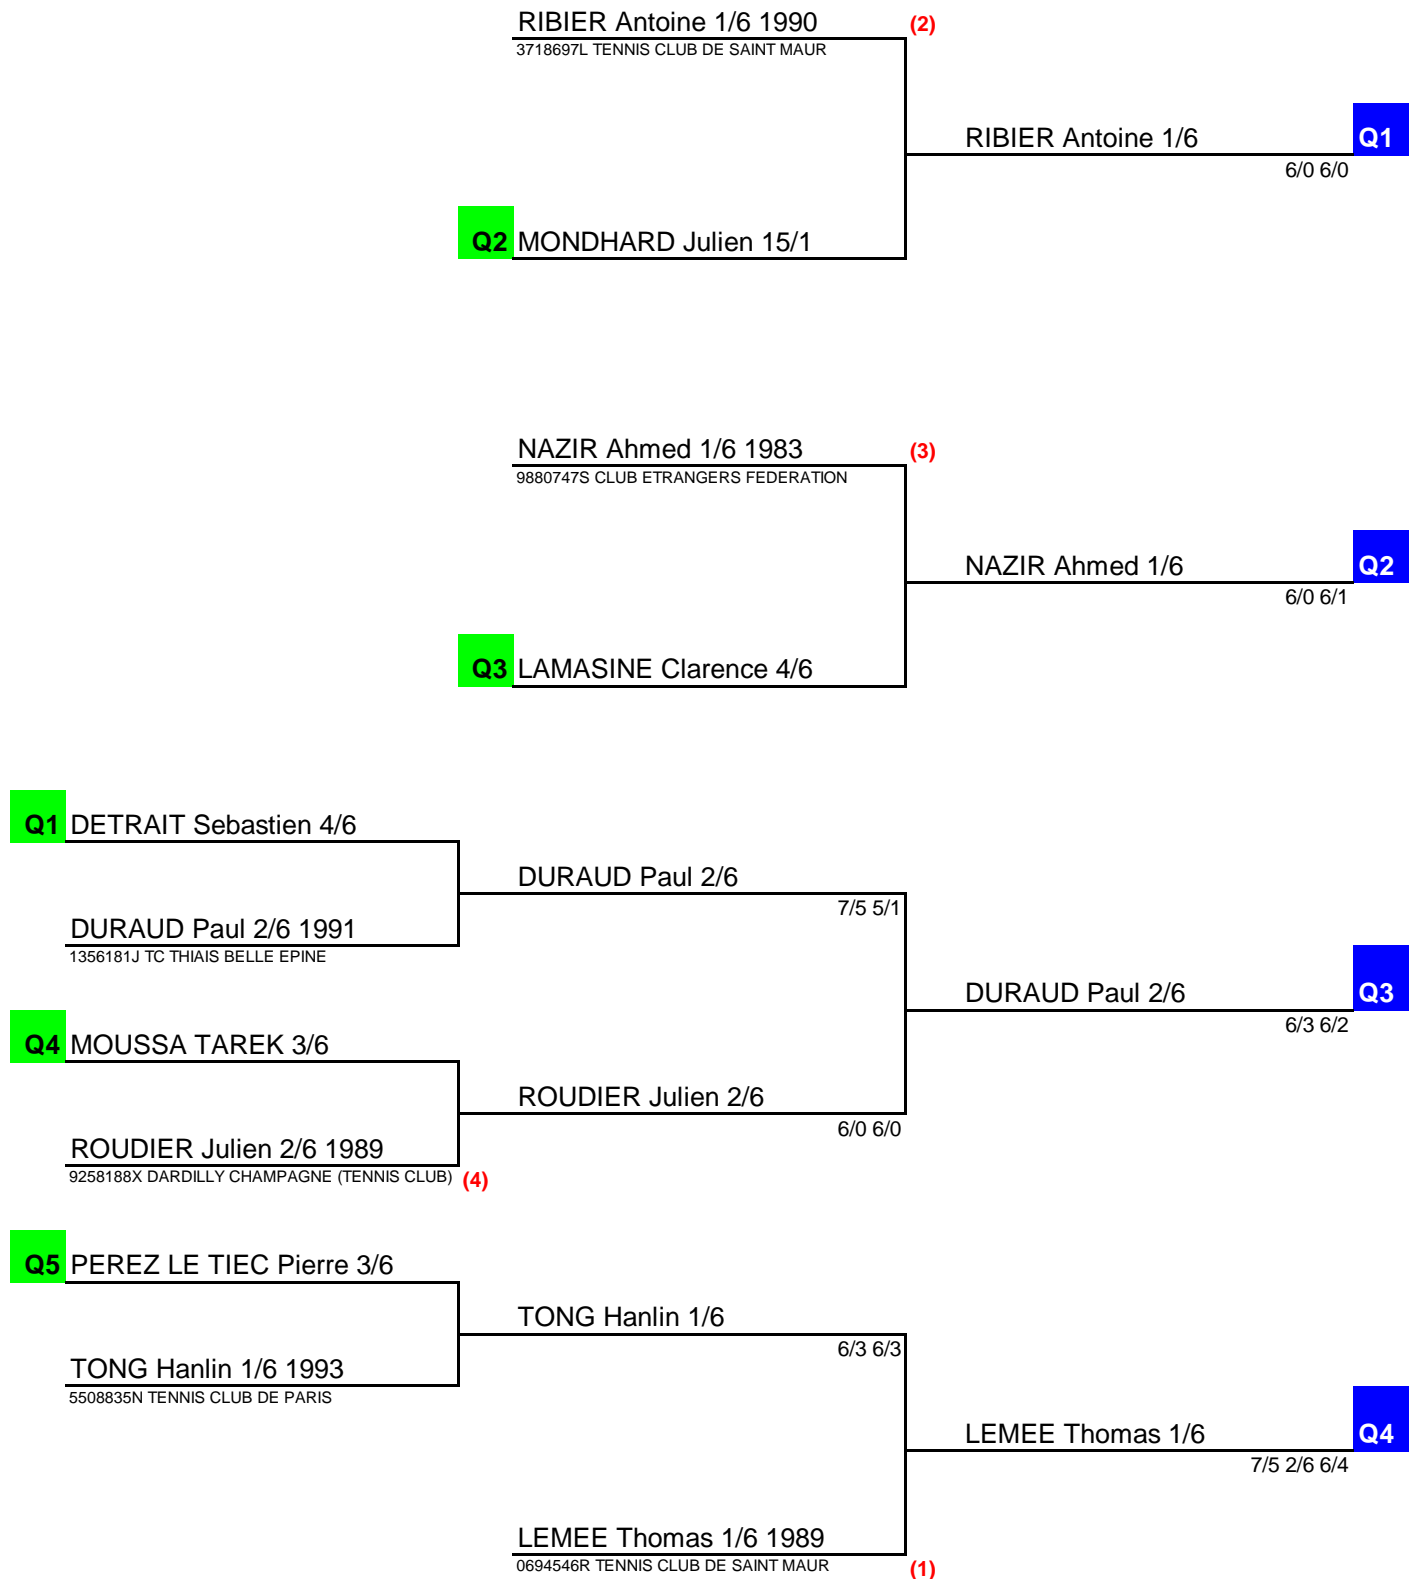 RIBIER Antoine 1/6 1990 (2)
3718697L TENNIS CLUB DE SAINT MAUR
RIBIER Antoine 1/6 Q1
6/0 6/0
Q2 MONDHARD Julien 15/1
NAZIR Ahmed 1/6 1983 (3)
9880747S CLUB ETRANGERS FEDERATION
NAZIR Ahmed 1/6 Q2
6/0 6/1
Q3 LAMASINE Clarence 4/6
Q1 DETRAIT Sebastien 4/6
DURAUD Paul 2/6
7/5 5/1
DURAUD Paul 2/6 1991
1356181J TC THIAIS BELLE EPINE
DURAUD Paul 2/6 Q3
6/3 6/2
Q4 MOUSSA TAREK 3/6
ROUDIER Julien 2/6
6/0 6/0
ROUDIER Julien 2/6 1989
9258188X DARDILLY CHAMPAGNE (TENNIS CLUB) (4)
Q5 PEREZ LE TIEC Pierre 3/6
TONG Hanlin 1/6
6/3 6/3
TONG Hanlin 1/6 1993
5508835N TENNIS CLUB DE PARIS
LEMEE Thomas 1/6 Q4
7/5 2/6 6/4
LEMEE Thomas 1/6 1989
0694546R TENNIS CLUB DE SAINT MAUR (1)